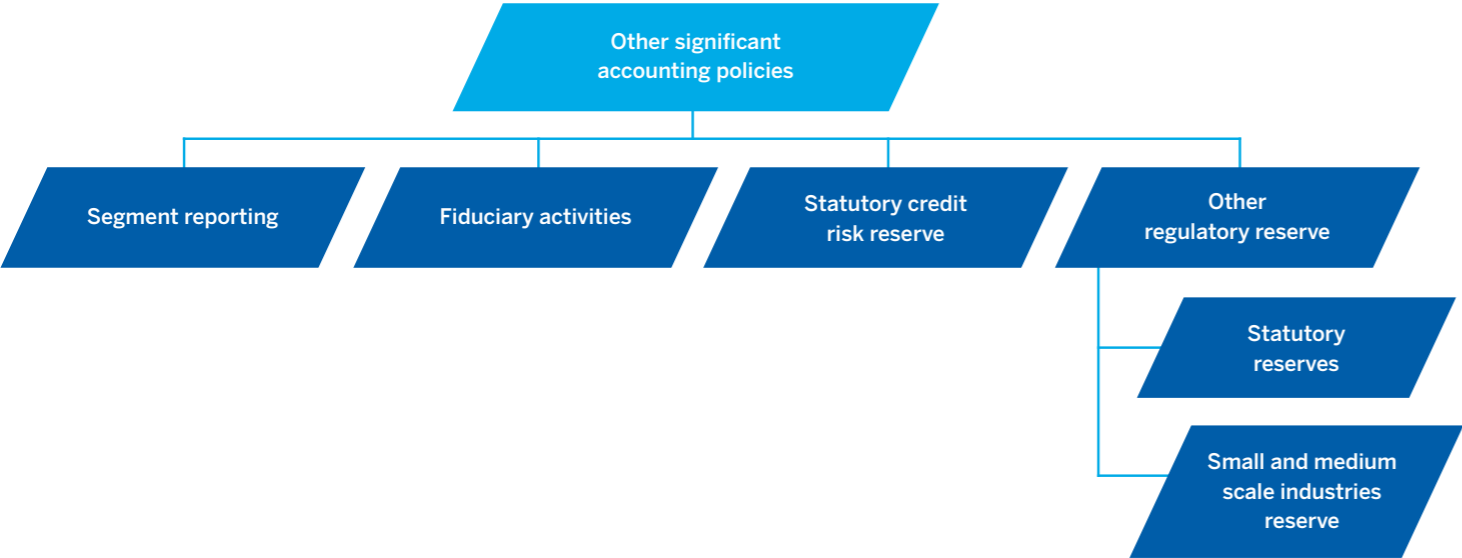 Other significant
accounting policies
Segment reporting
Fiduciary activities
Statutory credit
risk reserve
Other
regulatory reserve
Statutory
reserves
Small and medium
scale industries
reserve